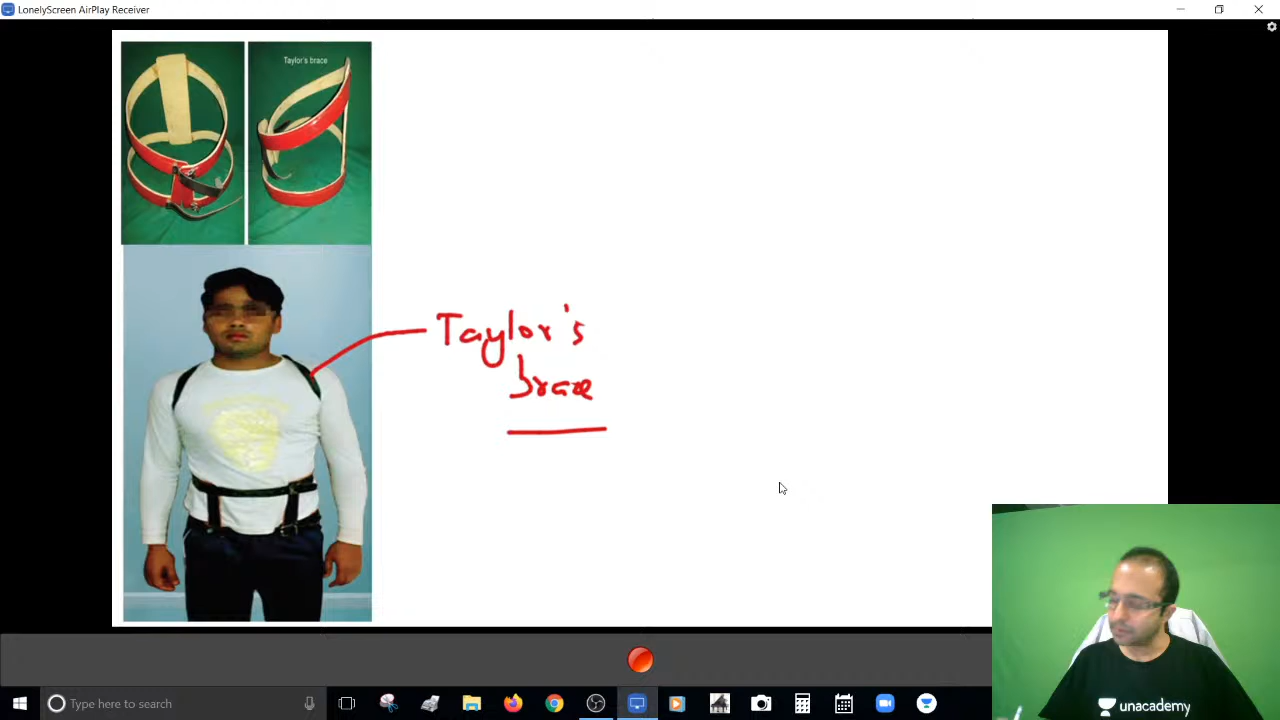 LonelyScreen AirPlay Receiver
Taylor's brace
Taylor's
brace
unacademy
Type here to search